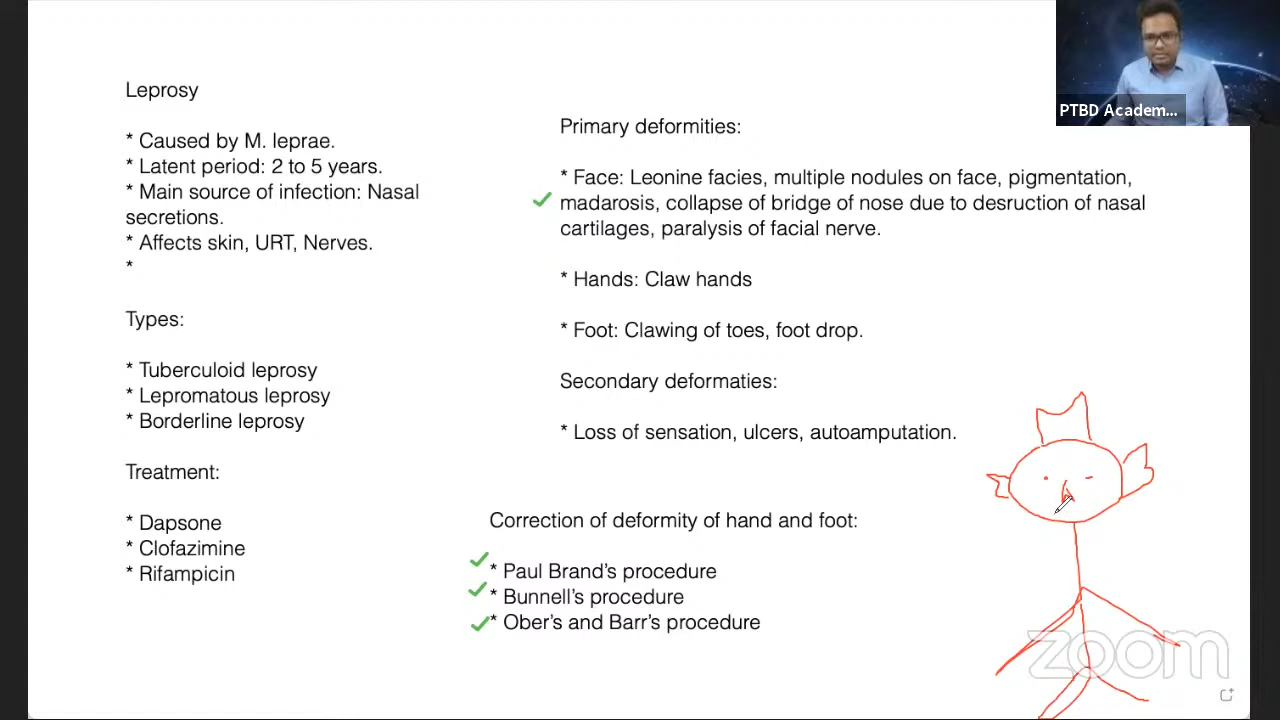 Leprosy
* Caused by M. leprae.
* Latent period: 2 to 5 years.
* Main source of infection: Nasal
secretions.
* Affects skin, URT, Nerves.
*
Types:
* Tuberculoid leprosy
* Lepromatous leprosy
* Borderline leprosy
Treatment:
* Dapsone
* Clofazimine
* Rifampicin
Primary deformities:
* Face: Leonine facies, multiple nodules on face, pigmentation,
madarosis, collapse of bridge of nose due to desruction of nasal
cartilages, paralysis of facial nerve.
* Hands: Claw hands
* Foot: Clawing of toes, foot drop.
Secondary deformaties:
* Loss of sensation, ulcers, autoamputation.
Correction of deformity of hand and foot:
* Paul Brand's procedure
* Bunnell's procedure
* Ober's and Barr's procedure
PTBD Academ...
zoom